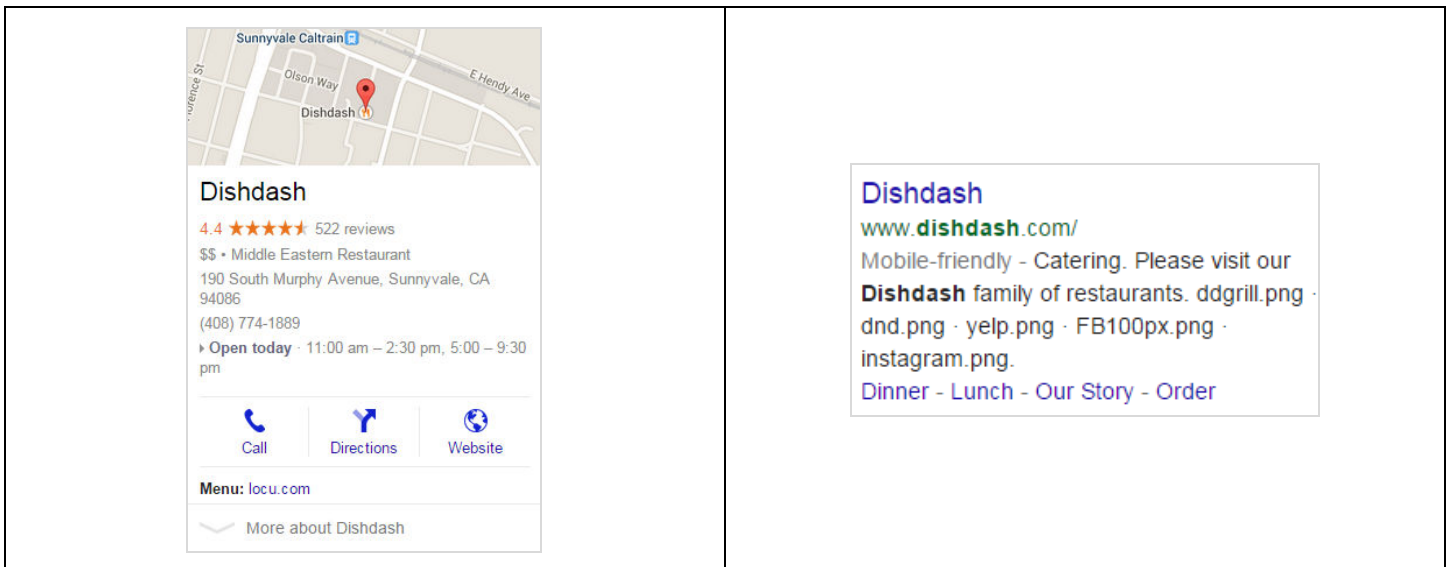 Sunnyvale Caltrain
Olson Way
E Hendy Ave
Dishdash
Dishdash
4.4 522 reviews
$$ • Middle Eastern Restaurant
190 South Murphy Avenue, Sunnyvale, CA
94086
(408) 774-1889
Open today · 11:00 am – 2:30 pm, 5:00 – 9:30
pm
Call Directions Website
Menu: locu.com
More about Dishdash
Dishdash
www.dishdash.com/
Mobile-friendly - Catering. Please visit our
Dishdash family of restaurants. ddgrill.png ·
dnd.png · yelp.png · FB100px.png ·
instagram.png.
Dinner - Lunch - Our Story - Order